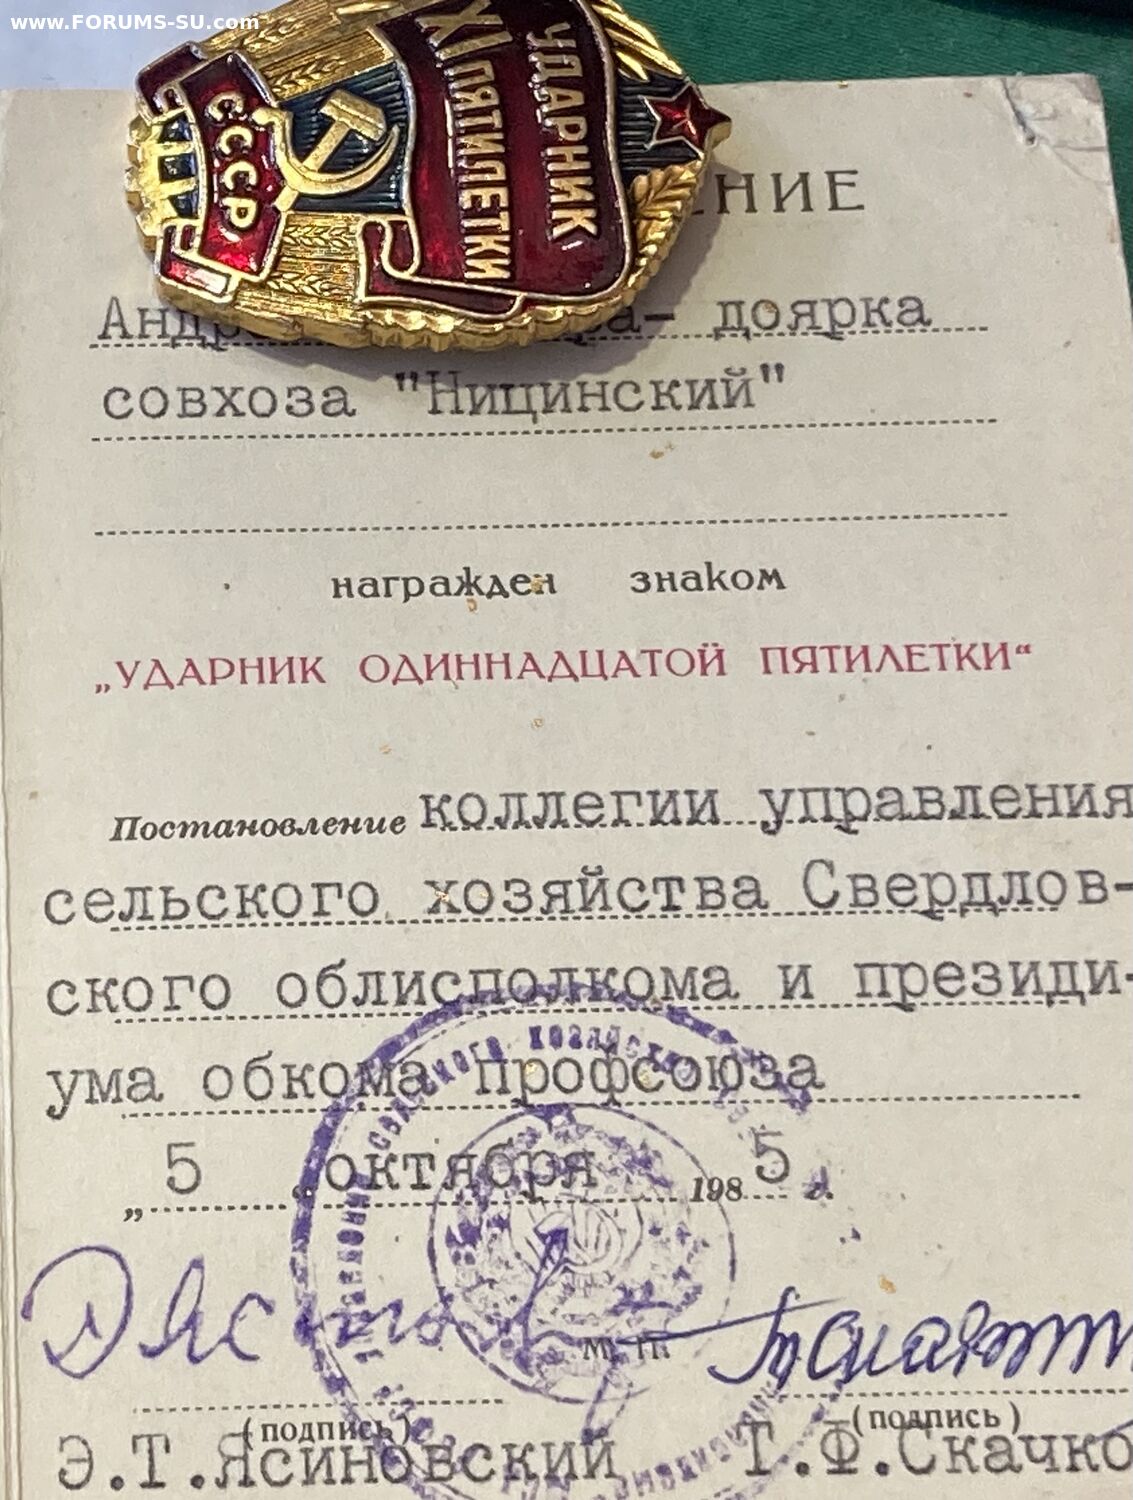 www.FORUMS-SU.com
УДАРНИК
XI ПЯТИЛЕТКИ
СССР
НИЕ
доярка
совхоза "Ницинский"
награжден знаком
„УДАРНИК ОДИННАДЦАТОЙ ПЯТИЛЕТКИ“
Постановление коллегии управления
сельского хозяйства Свердлов-
ского облисполкома и президи-
ума обкома профсоюза
„ 5 „ октября 1985 г.
м. п.
(подпись) (подпись)
Э.Т.Ясиновский Г.Ф.Скачко